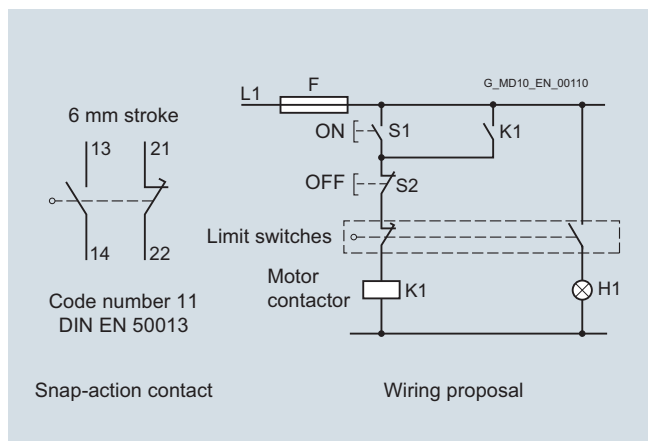 G_MD10_EN_00110
L1
F
6 mm stroke
13
21
14
22
Code number 11
DIN EN 50013
Snap-action contact
ON
S1
K1
OFF
S2
Limit switches
Motor
contactor
K1
H1
Wiring proposal